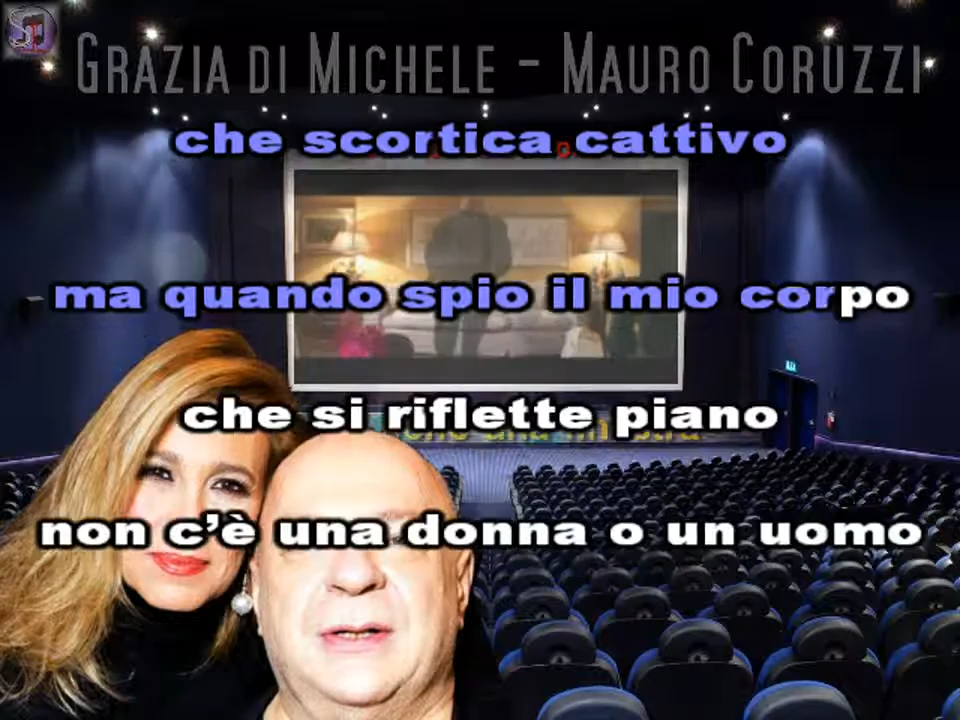 GRAZIA DI MICHELE - MAURO CORUZZI
che scortica cattivo
ma quando spio il mio corpo
che si riflette piano
non c'è una donna o un uomo